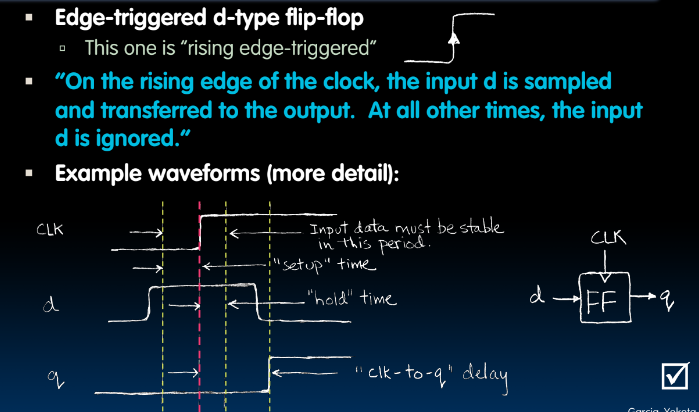 Edge-triggered d-type flip-flop
This one is "rising edge-triggered"
"On the rising edge of the clock, the input d is sampled
and transferred to the output.  At all other times, the input
d is ignored."
Example waveforms (more detail):
CLK
Input data must be stable
in this period.
"setup" time
CLK
d
"hold" time
d
FF
q
q
"clk-to-q" delay
Garcia, Yokota